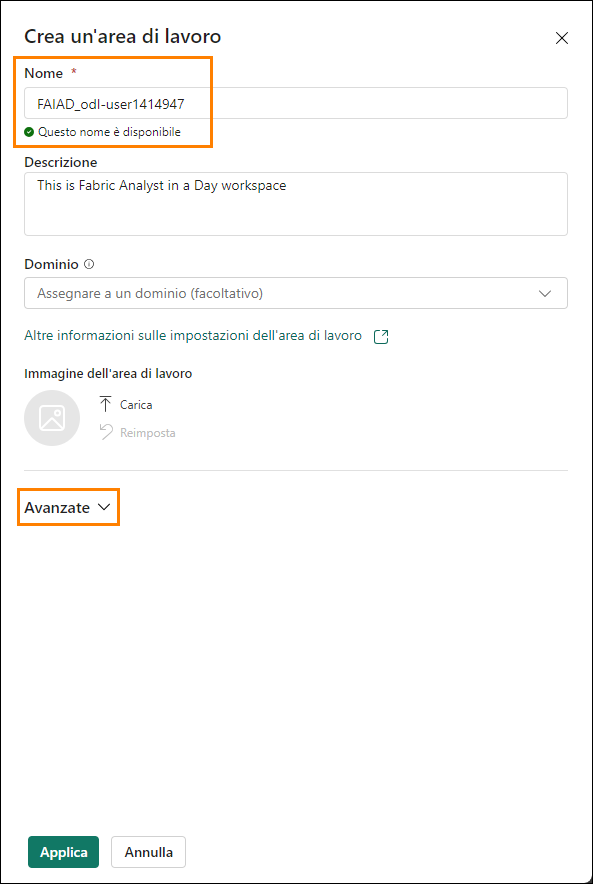 Crea un'area di lavoro
Nome *
FAIAD_odl-user1414947
Questo nome è disponibile
Descrizione
This is Fabric Analyst in a Day workspace
Dominio
Assegnare a un dominio (facoltativo)
Altre informazioni sulle impostazioni dell'area di lavoro
Immagine dell'area di lavoro
Carica
Reimposta
Avanzate
Applica Annulla